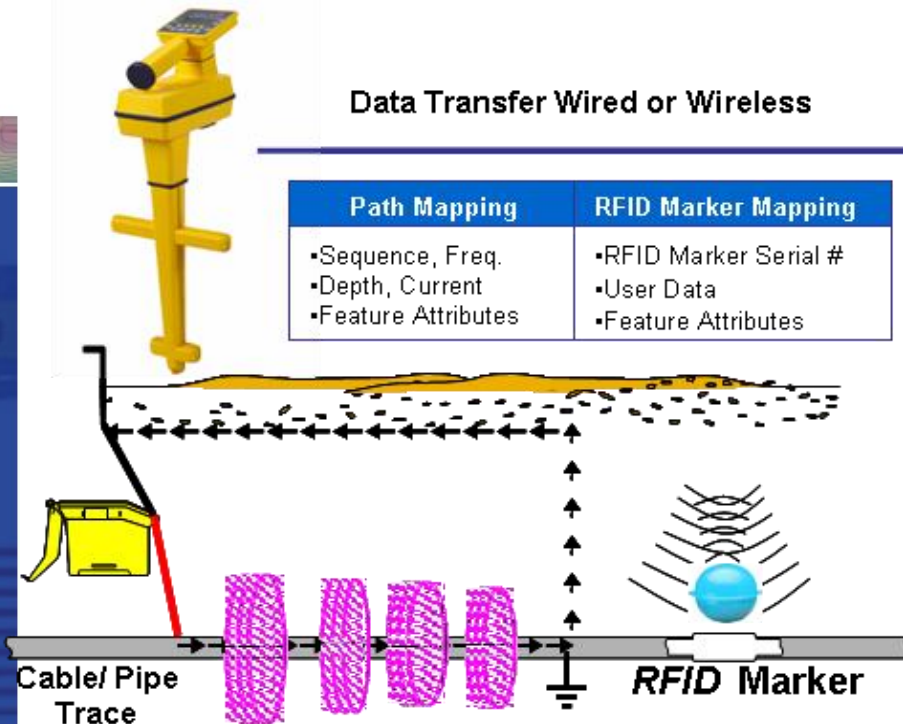 Data Transfer Wired or Wireless
Path Mapping
▪Sequence, Freq.
▪Depth, Current
▪Feature Attributes
RFID Marker Mapping
▪RFID Marker Serial #
▪User Data
▪Feature Attributes
Cable/ Pipe
Trace
RFID Marker